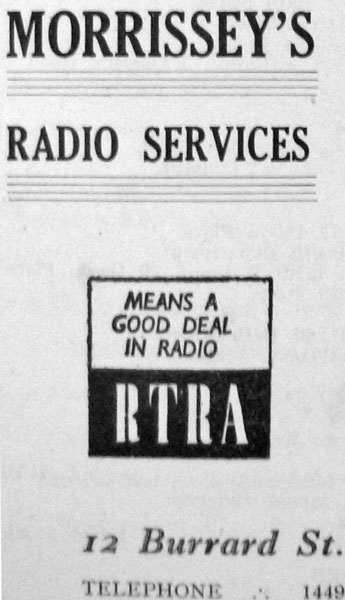 MORRISSEY'S
RADIO SERVICES
MEANS A
GOOD DEAL
IN RADIO
RTRA
12 Burrard St.
TELEPHONE ∴ 1449